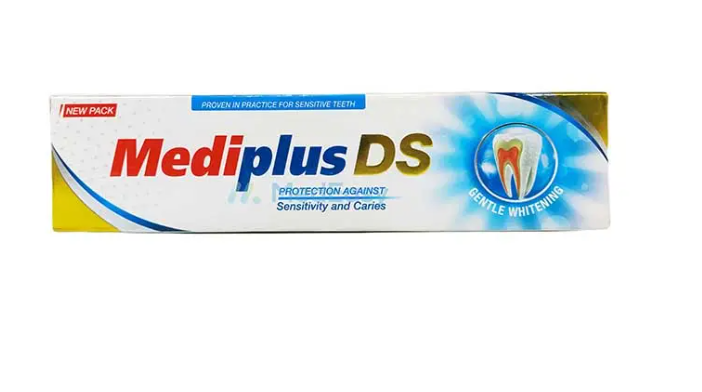 PROVEN IN PRACTICE FOR SENSITIVE TEETH
NEW PACK
Mediplus DS
PROTECTION AGAINST
Sensitivity and Caries
GENTLE WHITENING